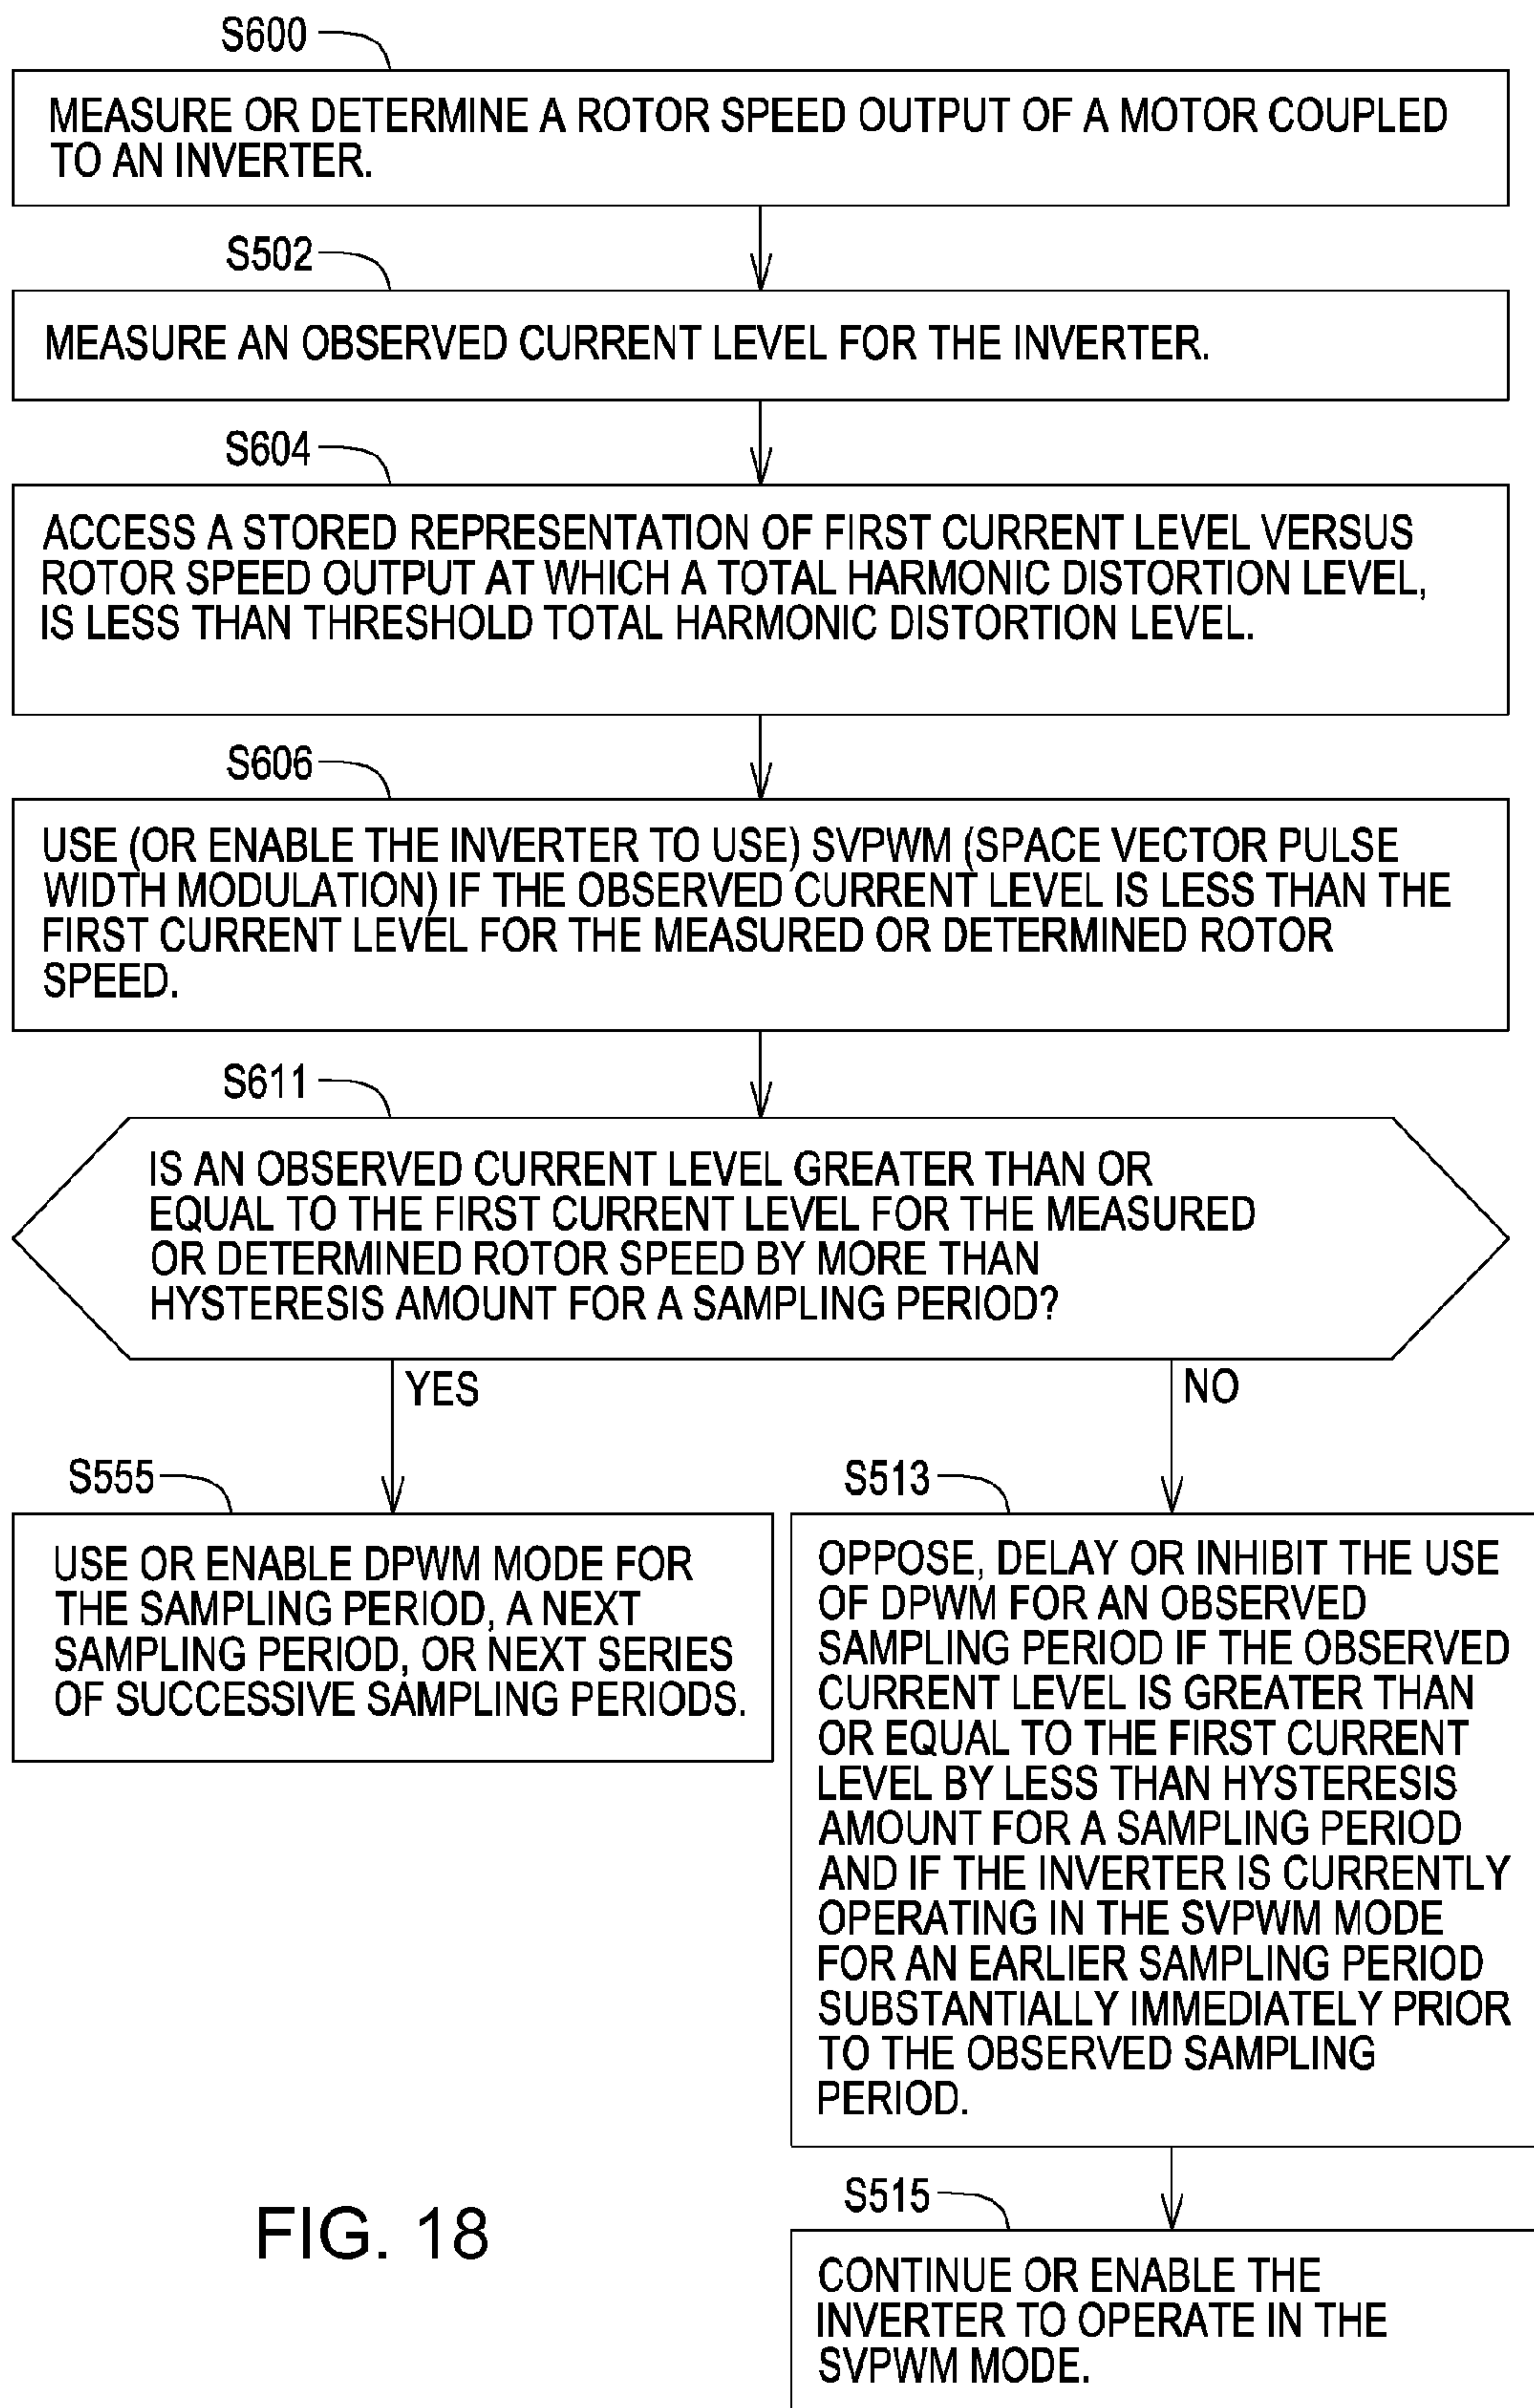 S600
MEASURE OR DETERMINE A ROTOR SPEED OUTPUT OF A MOTOR COUPLED
TO AN INVERTER.
S502
MEASURE AN OBSERVED CURRENT LEVEL FOR THE INVERTER.
S604
ACCESS A STORED REPRESENTATION OF FIRST CURRENT LEVEL VERSUS
ROTOR SPEED OUTPUT AT WHICH A TOTAL HARMONIC DISTORTION LEVEL,
IS LESS THAN THRESHOLD TOTAL HARMONIC DISTORTION LEVEL.
S606
USE (OR ENABLE THE INVERTER TO USE) SVPWM (SPACE VECTOR PULSE
WIDTH MODULATION) IF THE OBSERVED CURRENT LEVEL IS LESS THAN THE
FIRST CURRENT LEVEL FOR THE MEASURED OR DETERMINED ROTOR
SPEED.
S611
IS AN OBSERVED CURRENT LEVEL GREATER THAN OR
EQUAL TO THE FIRST CURRENT LEVEL FOR THE MEASURED
OR DETERMINED ROTOR SPEED BY MORE THAN
HYSTERESIS AMOUNT FOR A SAMPLING PERIOD?
YES
NO
S555
USE OR ENABLE DPWM MODE FOR
THE SAMPLING PERIOD, A NEXT
SAMPLING PERIOD, OR NEXT SERIES
OF SUCCESSIVE SAMPLING PERIODS.
S513
OPPOSE, DELAY OR INHIBIT THE USE
OF DPWM FOR AN OBSERVED
SAMPLING PERIOD IF THE OBSERVED
CURRENT LEVEL IS GREATER THAN
OR EQUAL TO THE FIRST CURRENT
LEVEL BY LESS THAN HYSTERESIS
AMOUNT FOR A SAMPLING PERIOD
AND IF THE INVERTER IS CURRENTLY
OPERATING IN THE SVPWM MODE
FOR AN EARLIER SAMPLING PERIOD
SUBSTANTIALLY IMMEDIATELY PRIOR
TO THE OBSERVED SAMPLING
PERIOD.
S515
CONTINUE OR ENABLE THE
INVERTER TO OPERATE IN THE
SVPWM MODE.
FIG. 18